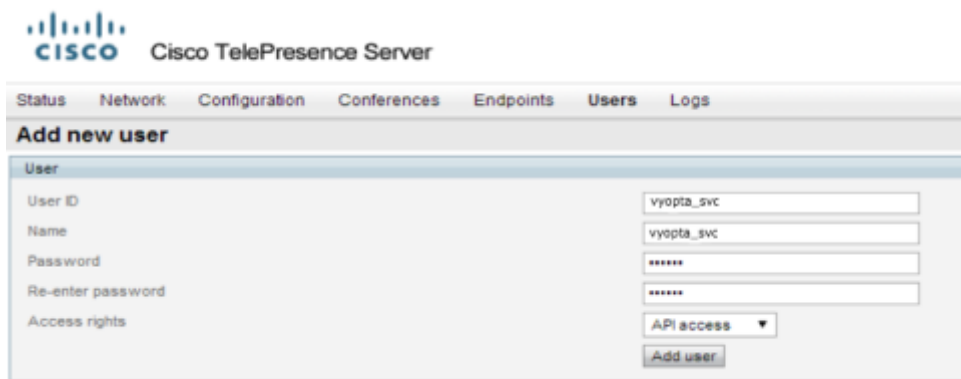 CISCO Cisco TelePresence Server
Status Network Configuration Conferences Endpoints Users Logs
Add new user
User
User ID vyopta_svc
Name vyopta_svc
Password ••••••
Re-enter password ••••••
Access rights API access ▼
Add user